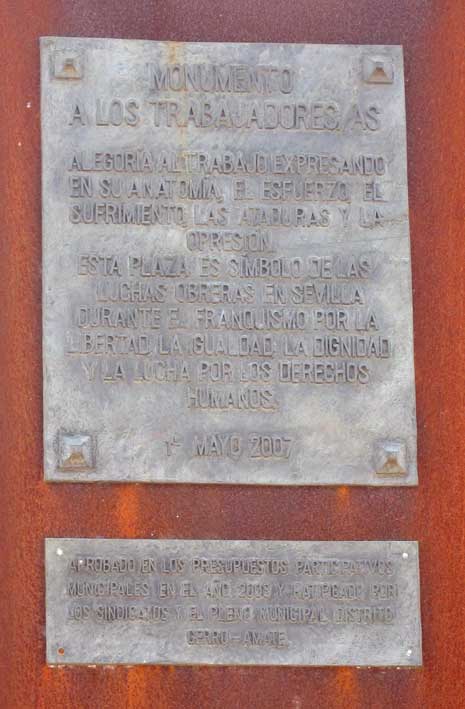 MONUMENTO
A LOS TRABAJADORES/AS
ALEGORÍA AL TRABAJO EXPRESANDO
EN SU ANATOMÍA, EL ESFUERZO, EL
SUFRIMIENTO, LAS ATADURAS Y LA
OPRESIÓN.
ESTA PLAZA ES SÍMBOLO DE LAS
LUCHAS OBRERAS EN SEVILLA
DURANTE EL FRANQUISMO POR LA
LIBERTAD, LA IGUALDAD, LA DIGNIDAD
Y LA LUCHA POR LOS DERECHOS
HUMANOS.
MAYO 2007
APROBADO EN LOS PRESUPUESTOS PARTICIPATIVOS
MUNICIPALES EN EL AÑO Y RATIFICADO POR
LOS SINDICATOS Y EL PLENO MUNICIPAL DISTRITO
CERRO-AMATE.